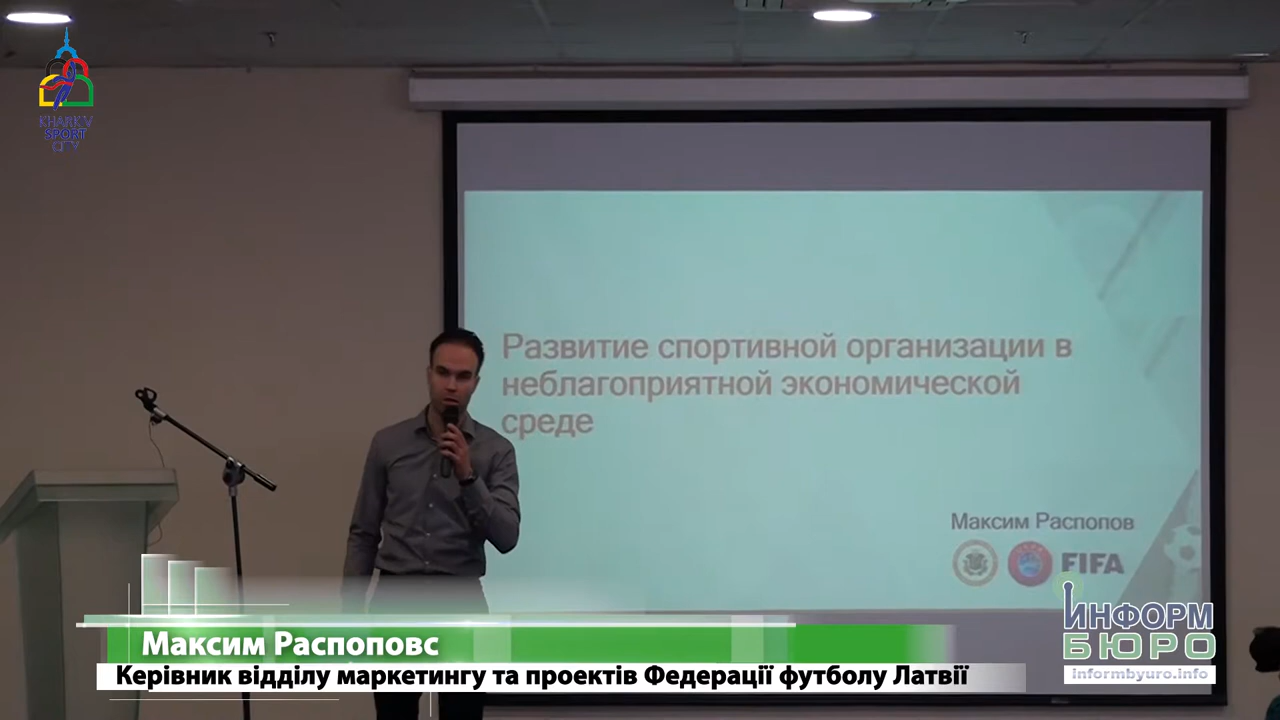 KHARKIV
SPORT
CITY
Развитие спортивной организации в
неблагоприятной экономической
среде
Максим Распопов
FIFA
ИНФОРМ
БЮРО
informbyuro.info
Максим Распоповс
Керівник відділу маркетингу та проектів Федерації футболу Латвії